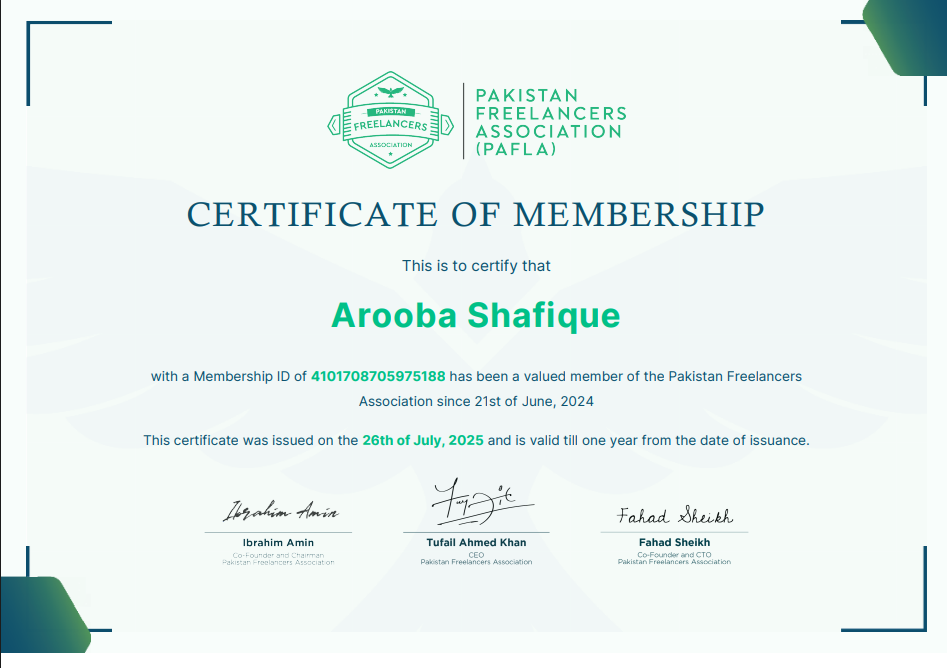 PAKISTAN
FREELANCERS
ASSOCIATION
PAKISTAN
FREELANCERS
ASSOCIATION
(PAFLA)
CERTIFICATE OF MEMBERSHIP
This is to certify that
Arooba Shafique
with a Membership ID of 4101708705975188 has been a valued member of the Pakistan Freelancers
Association since 21st of June, 2024
This certificate was issued on the 26th of July, 2025 and is valid till one year from the date of issuance.
Ibrahim Amin
Fahad Sheikh
Ibrahim Amin
Tufail Ahmed Khan
Fahad Sheikh
Co-Founder and Chairman
CEO
Co-Founder and CTO
Pakistan Freelancers Association
Pakistan Freelancers Association
Pakistan Freelancers Association